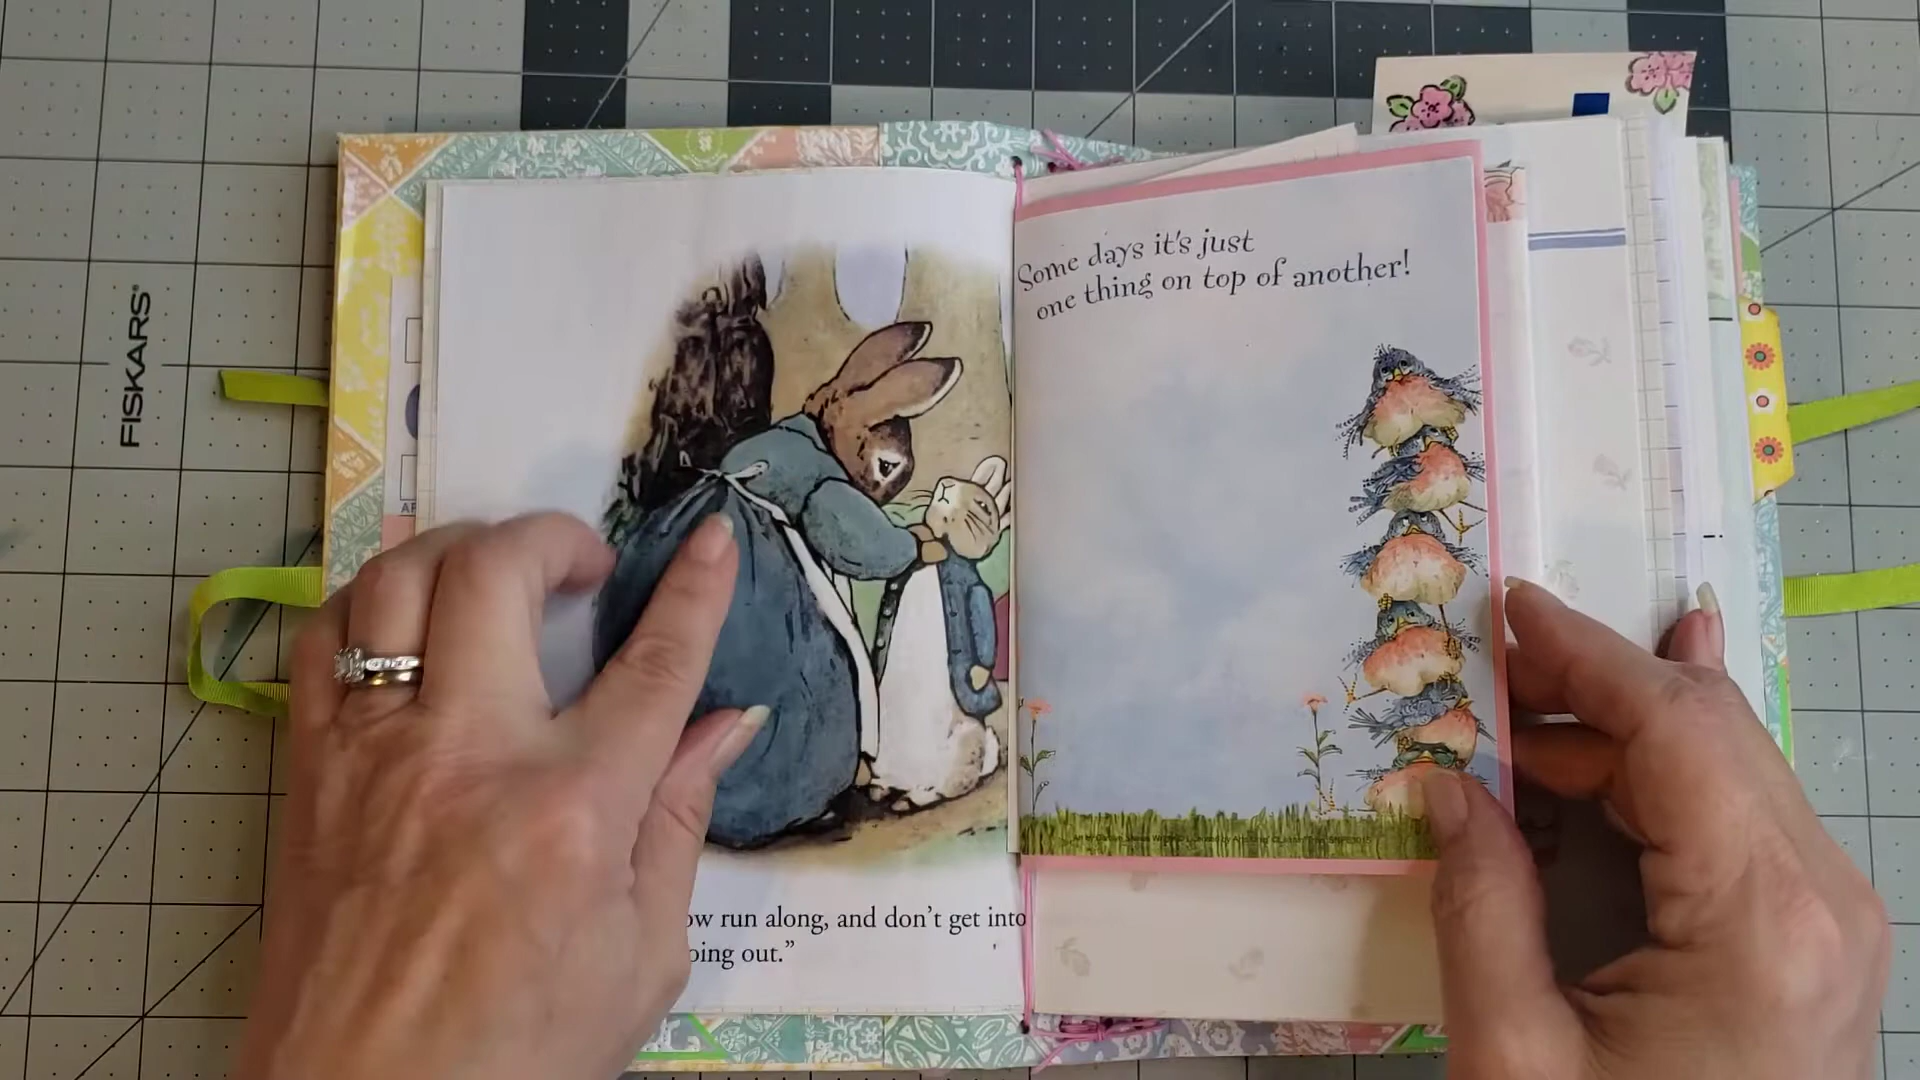 FISKARS®
Some days it's just
one thing on top of another!
ow run along, and don't get into
oing out."